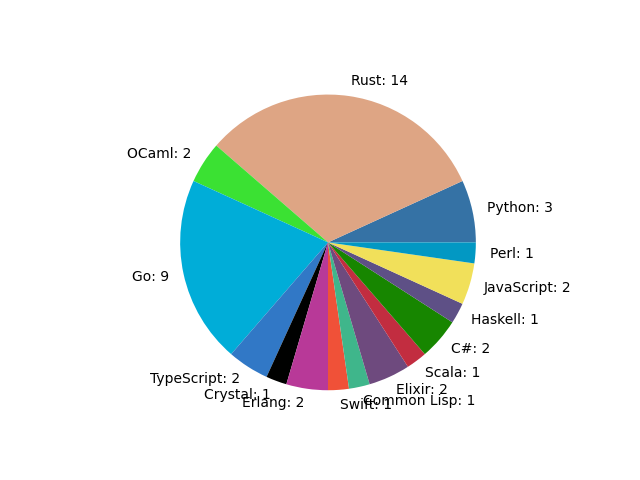 Rust: 14
OCaml: 2
Python: 3
Perl: 1
Go: 9
JavaScript: 2
Haskell: 1
C#: 2
Scala: 1
TypeScript: 2
Elixir: 2
Crystal: 1
Common Lisp: 1
Erlang: 2
Swift: 1